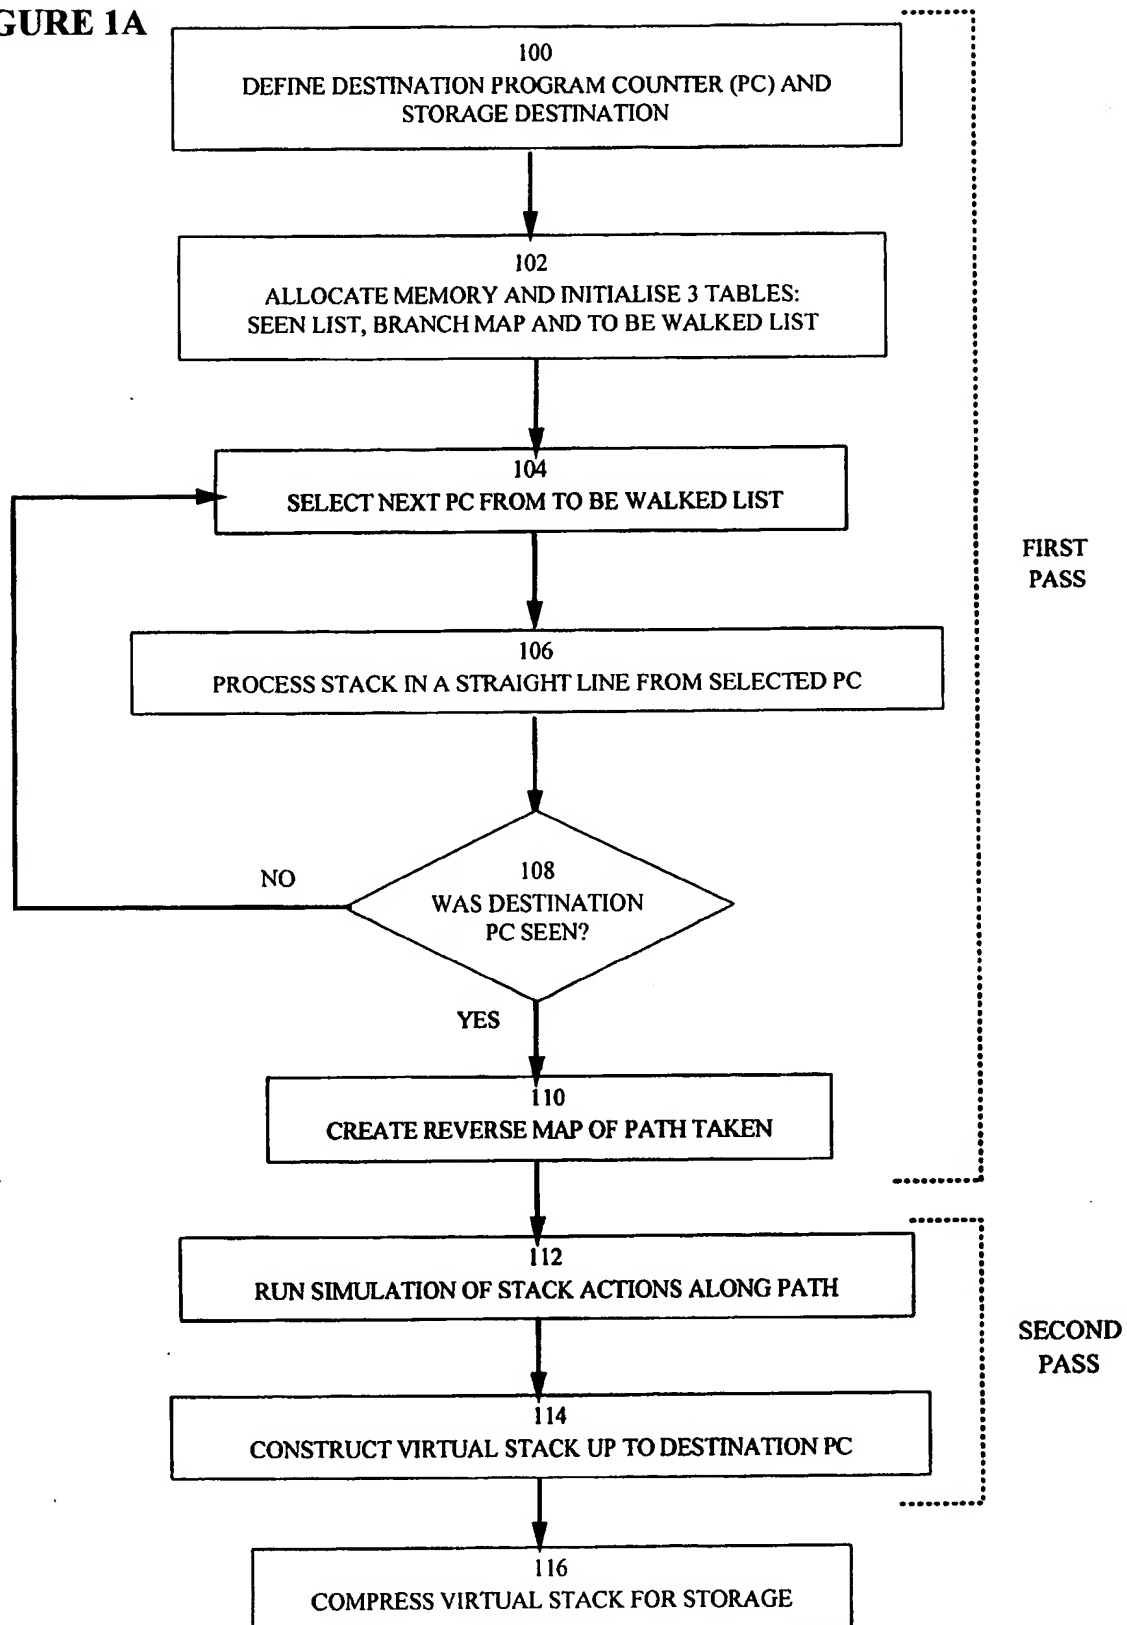 GURE 1A
100
DEFINE DESTINATION PROGRAM COUNTER (PC) AND
STORAGE DESTINATION
102
ALLOCATE MEMORY AND INITIALISE 3 TABLES:
SEEN LIST, BRANCH MAP AND TO BE WALKED LIST
104
SELECT NEXT PC FROM TO BE WALKED LIST
FIRST
PASS
106
PROCESS STACK IN A STRAIGHT LINE FROM SELECTED PC
108
WAS DESTINATION
PC SEEN?
NO
YES
110
CREATE REVERSE MAP OF PATH TAKEN
112
RUN SIMULATION OF STACK ACTIONS ALONG PATH
SECOND
PASS
114
CONSTRUCT VIRTUAL STACK UP TO DESTINATION PC
116
COMPRESS VIRTUAL STACK FOR STORAGE